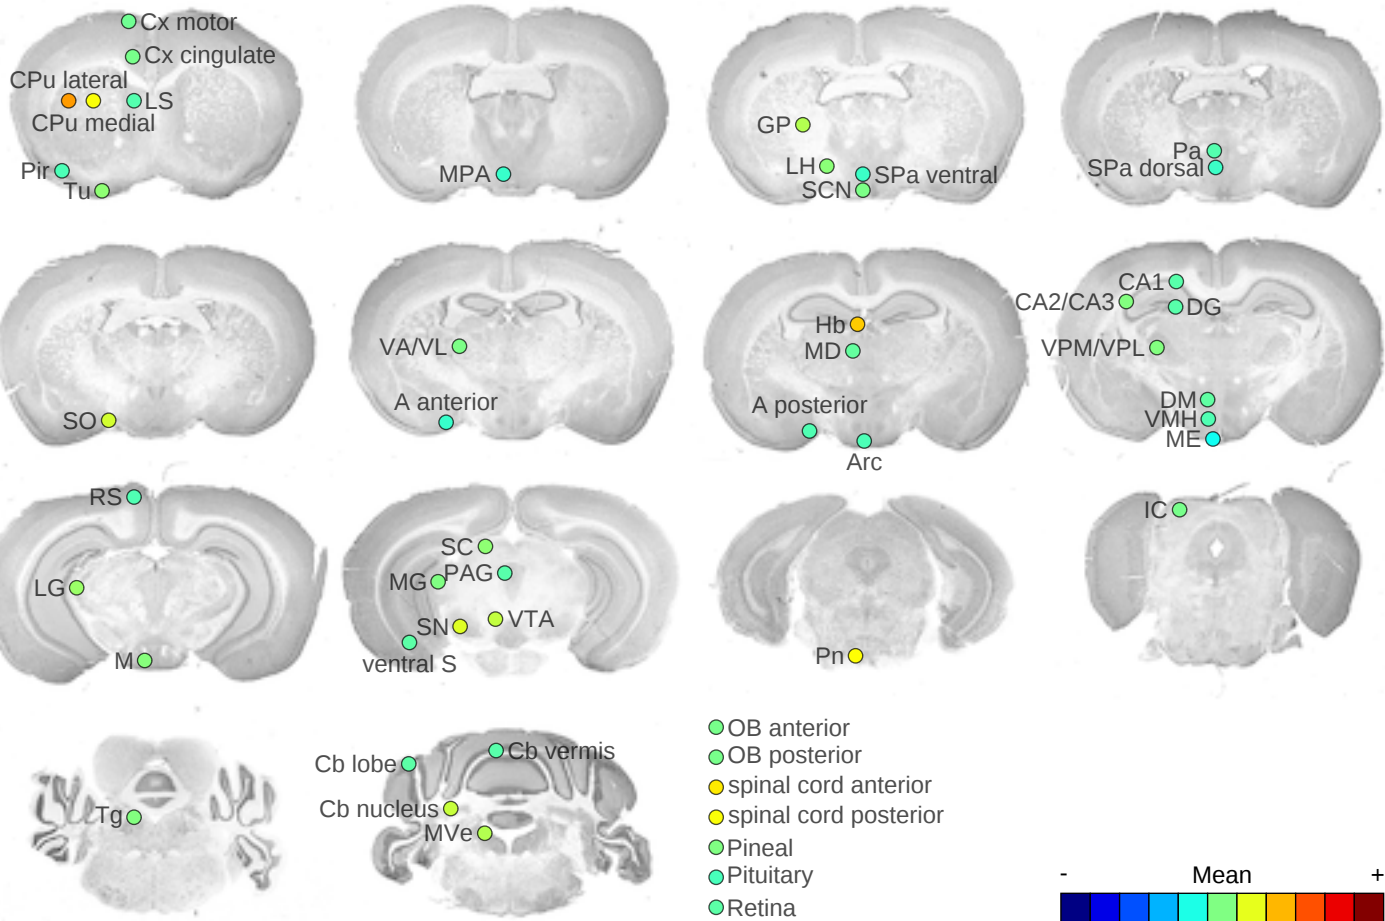 Cx motor
Cx cingulate
CPu lateral
LS
CPu medial
Pir
Tu
MPA
GP
LH
SPa ventral
SCN
Pa
SPa dorsal
SO
VA/VL
A anterior
Hb
MD
A posterior
Arc
CA1
CA2/CA3
DG
VPM/VPL
DM
VMH
ME
RS
LG
M
SC
MG
PAG
SN
VTA
ventral S
Pn
IC
Tg
Cb lobe
Cb vermis
Cb nucleus
MVe
OB anterior
OB posterior
spinal cord anterior
spinal cord posterior
Pineal
Pituitary
Retina
- Mean +